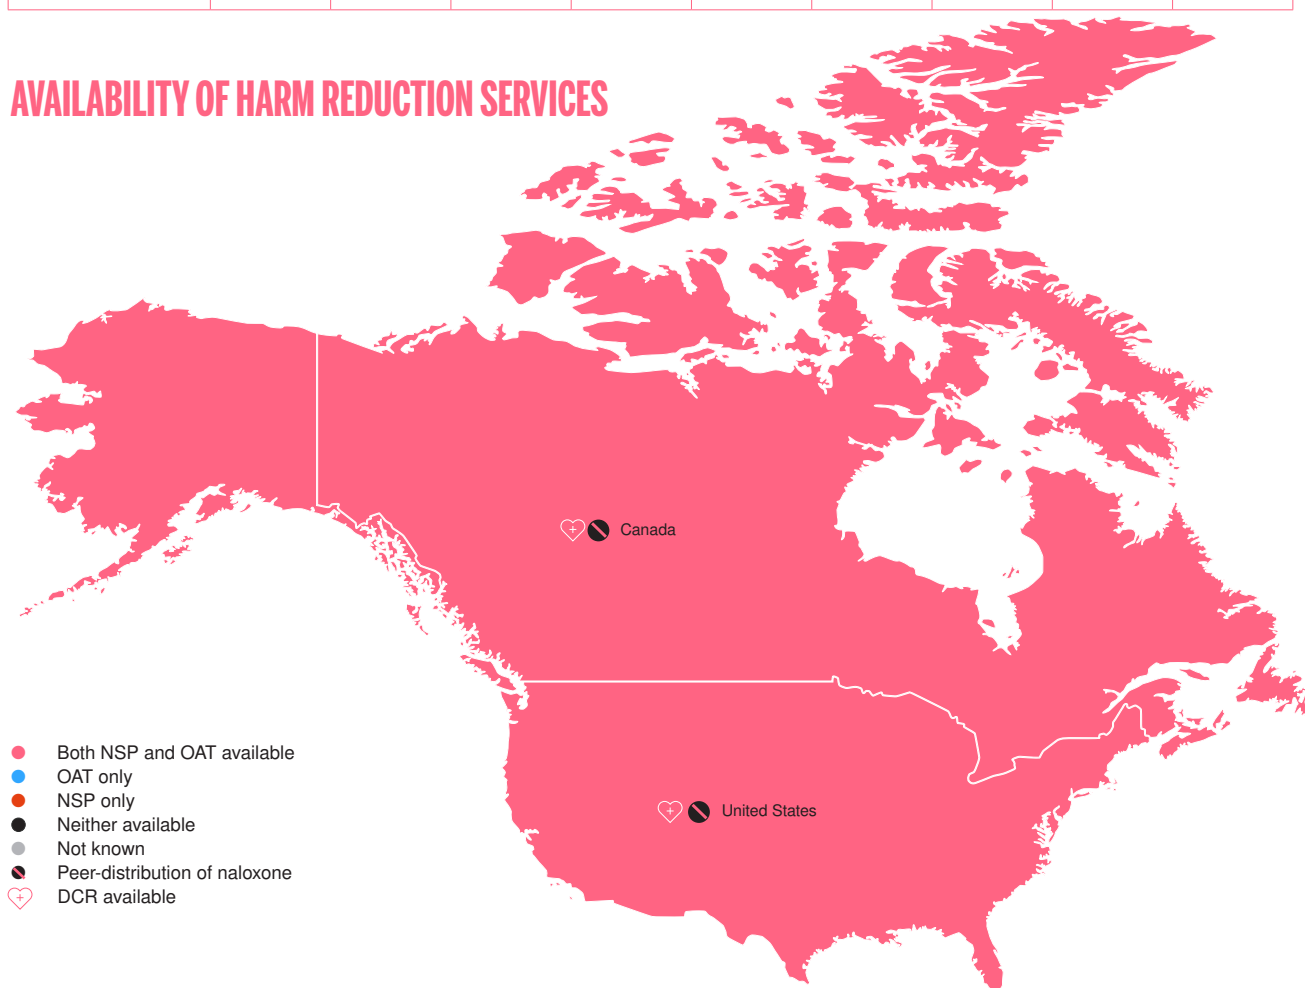 AVAILABILITY OF HARM REDUCTION SERVICES
Canada
United States
Both NSP and OAT available
OAT only
NSP only
Neither available
Not known
Peer-distribution of naloxone
DCR available